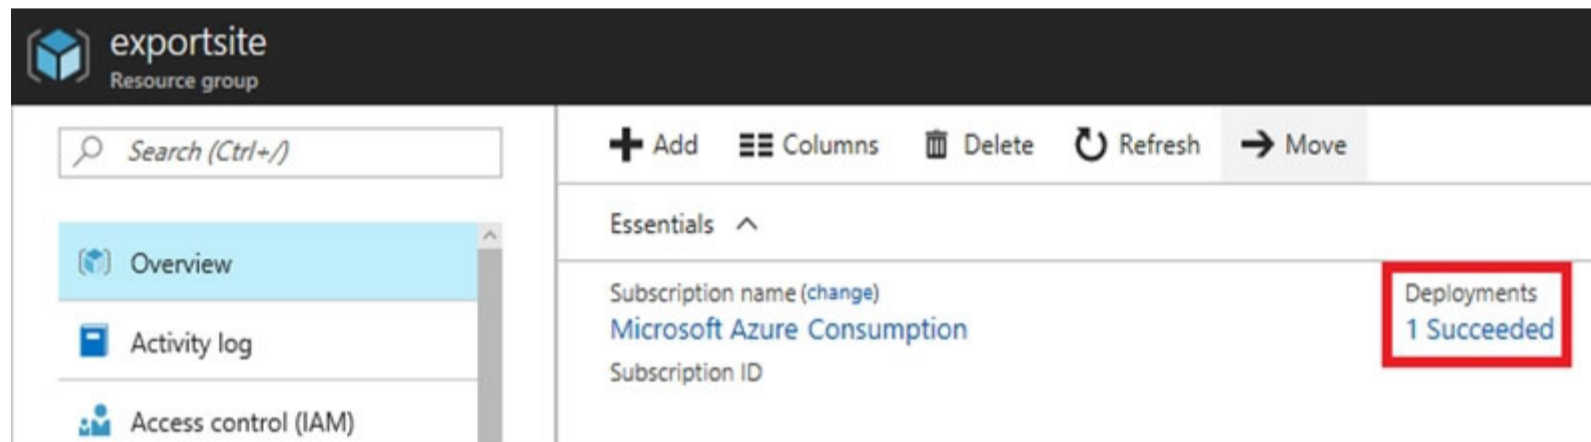 exportsite
Resource group
Search (Ctrl+/)
Overview
Activity log
Access control (IAM)
Add Columns Delete Refresh Move
Essentials
Subscription name (change)
Microsoft Azure Consumption
Subscription ID
Deployments
1 Succeeded